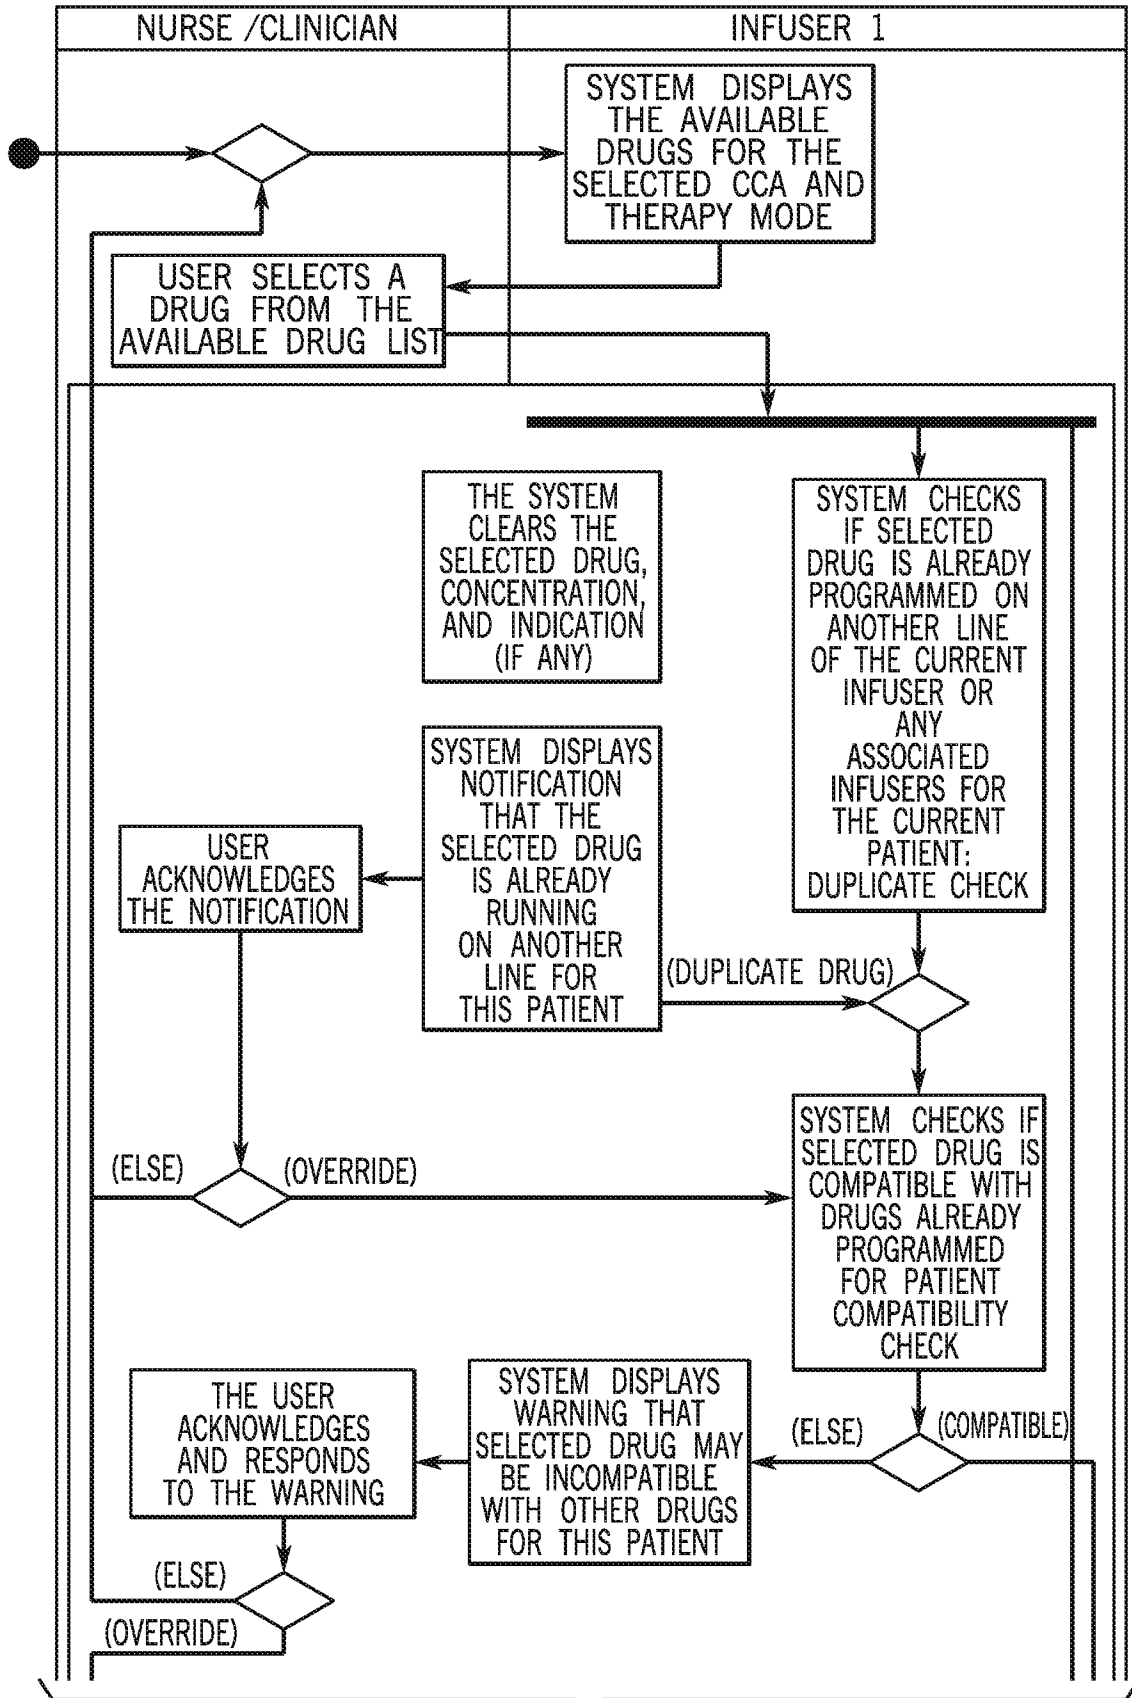 NURSE /CLINICIAN
INFUSER 1
SYSTEM DISPLAYS
THE AVAILABLE
DRUGS FOR THE
SELECTED CCA AND
THERAPY MODE
USER SELECTS A
DRUG FROM THE
AVAILABLE DRUG LIST
THE SYSTEM
CLEARS THE
SELECTED DRUG,
CONCENTRATION,
AND INDICATION
(IF ANY)
SYSTEM CHECKS
IF SELECTED
DRUG IS ALREADY
PROGRAMMED ON
ANOTHER LINE
OF THE CURRENT
INFUSER OR
ANY
ASSOCIATED
INFUSERS FOR
THE CURRENT
PATIENT:
DUPLICATE CHECK
SYSTEM DISPLAYS
NOTIFICATION
THAT THE
SELECTED DRUG
IS ALREADY
RUNNING
ON ANOTHER
LINE FOR
THIS PATIENT
USER
ACKNOWLEDGES
THE NOTIFICATION
(DUPLICATE DRUG)
(ELSE)
(OVERRIDE)
SYSTEM CHECKS IF
SELECTED DRUG IS
COMPATIBLE WITH
DRUGS ALREADY
PROGRAMMED
FOR PATIENT
COMPATIBILITY
CHECK
(ELSE)
(COMPATIBLE)
SYSTEM DISPLAYS
WARNING THAT
SELECTED DRUG MAY
BE INCOMPATIBLE
WITH OTHER DRUGS
FOR THIS PATIENT
THE USER
ACKNOWLEDGES
AND RESPONDS
TO THE WARNING
(ELSE)
(OVERRIDE)